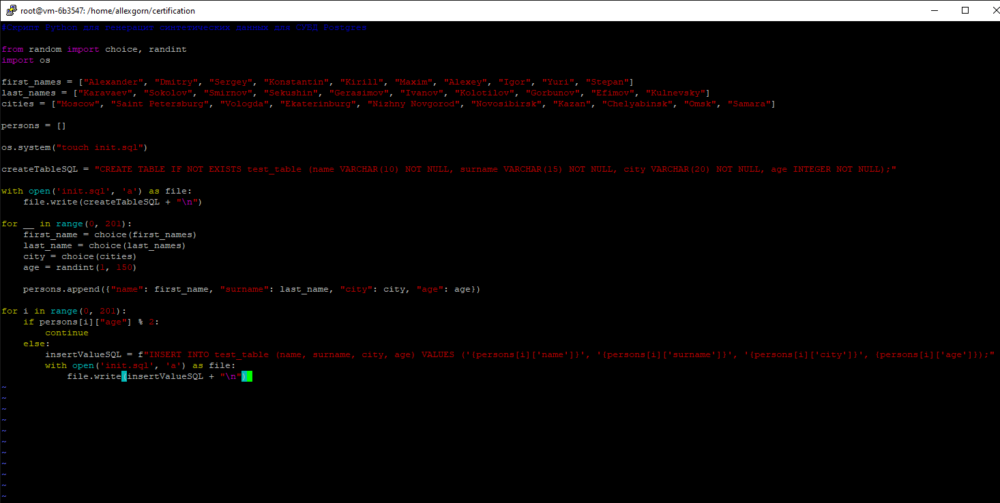 root@vm-6b3547: /home/allexgorn/certification
#Скрипт Python для генерации синтетических данных для СУБД Postgres

from random import choice, randint
import os

first_names = ["Alexander", "Dmitry", "Sergey", "Konstantin", "Kirill", "Maxim", "Alexey", "Igor", "Yuri", "Stepan"]
last_names = ["Karavaev", "Sokolov", "Smirnov", "Sekushin", "Gerasimov", "Ivanov", "Kolotilov", "Gorbunov", "Efimov", "Kulnevsky"]
cities = ["Moscow", "Saint Petersburg", "Vologda", "Ekaterinburg", "Nizhny Novgorod", "Novosibirsk", "Kazan", "Chelyabinsk", "Omsk", "Samara"]

persons = []

os.system("touch init.sql")

createTableSQL = "CREATE TABLE IF NOT EXISTS test_table (name VARCHAR(10) NOT NULL, surname VARCHAR(15) NOT NULL, city VARCHAR(20) NOT NULL, age INTEGER NOT NULL);"

with open('init.sql', 'a') as file:
    file.write(createTableSQL + "\n")

for __ in range(0, 201):
    first_name = choice(first_names)
    last_name = choice(last_names)
    city = choice(cities)
    age = randint(1, 150)

    persons.append({"name": first_name, "surname": last_name, "city": city, "age": age})

for i in range(0, 201):
    if persons[i]["age"] % 2:
        continue
    else:
        insertValueSQL = f"INSERT INTO test_table (name, surname, city, age) VALUES ('{persons[i]['name']}', '{persons[i]['surname']}', '{persons[i]['city']}', {persons[i]['age']});"
        with open('init.sql', 'a') as file:
            file.write(insertValueSQL + "\n")
~
~
~
~
~
~
~
~
~
~
~